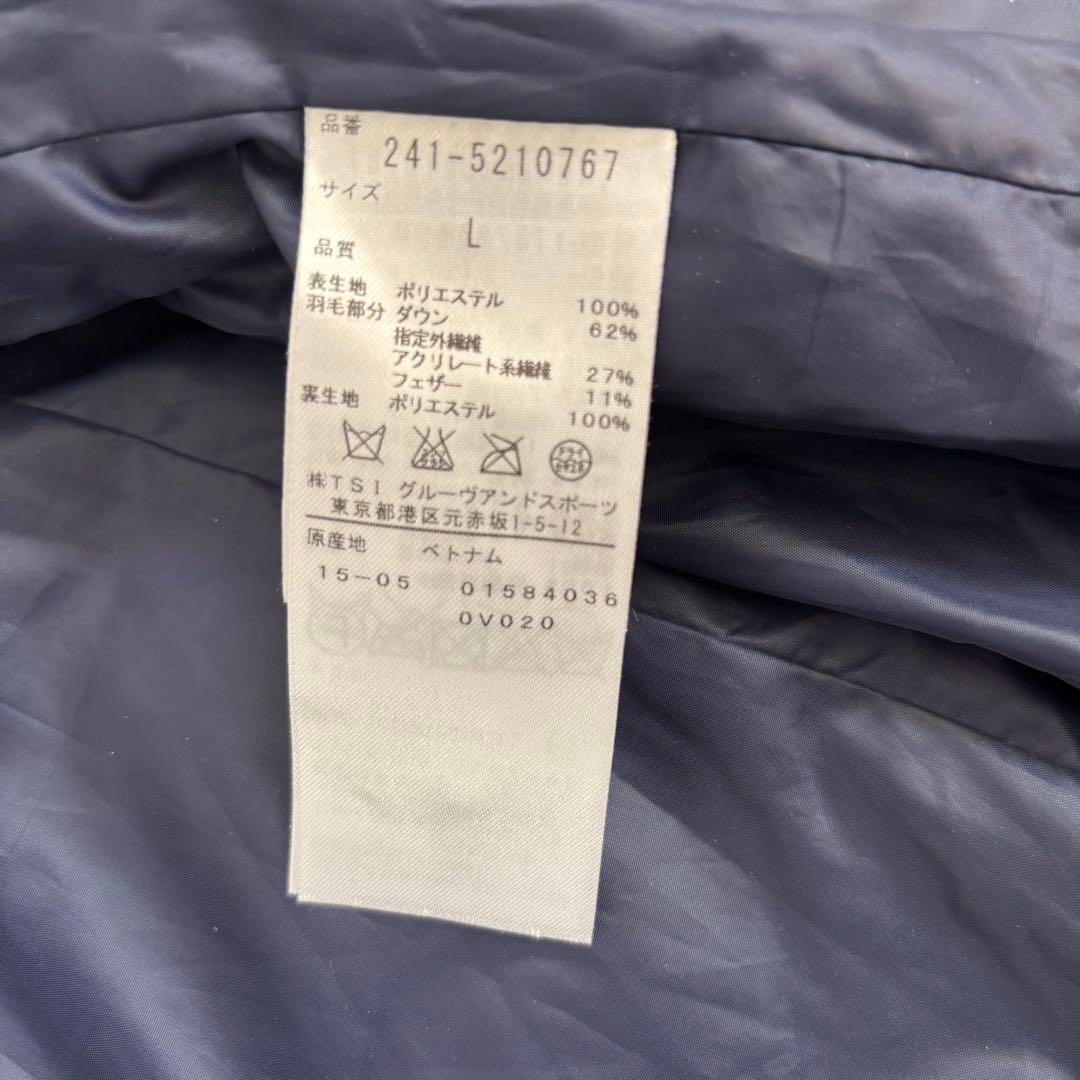 品番
241-5210767
サイズ
L
品質
表生地 ポリエステル 100%
羽毛部分 ダウン 62%
指定外繊維
アクリレート系繊維 27%
フェザー 11%
裏生地 ポリエステル 100%
㈱TSI グルーヴアンドスポーツ
東京都港区元赤坂1-5-12
原産地 ベトナム
15-05 01584036
0V020